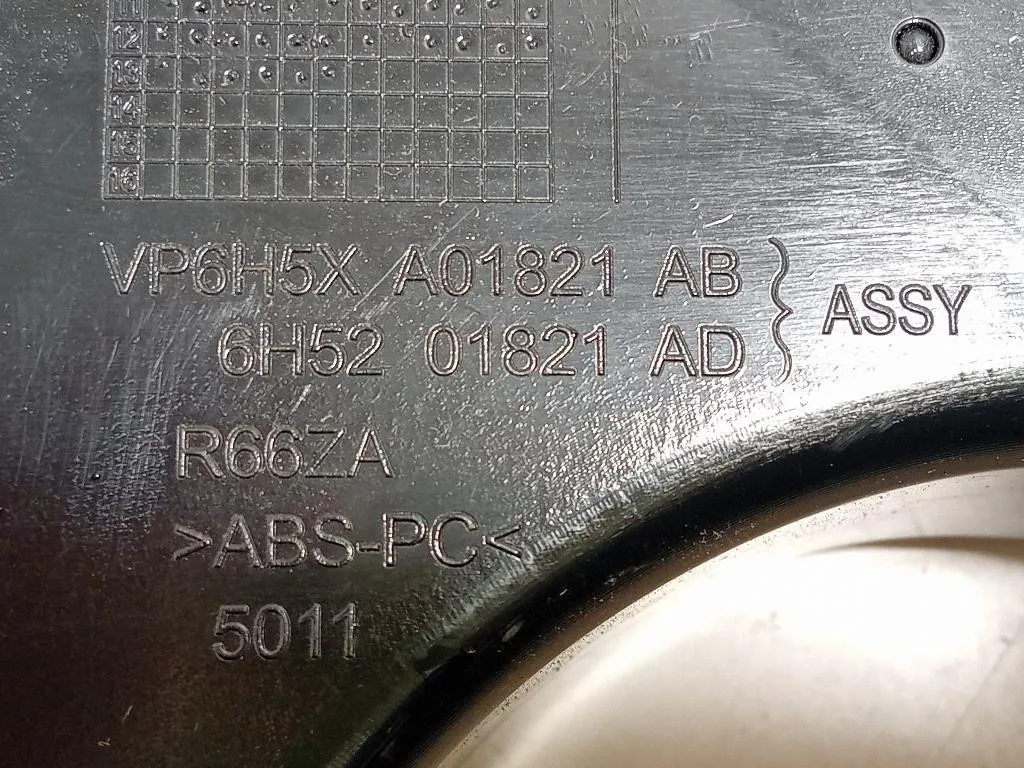 12
13
14
15
16
VP6H5X A01821 AB
6H52 01821 AD
ASSY
R66ZA
>ABS-PC<
5011